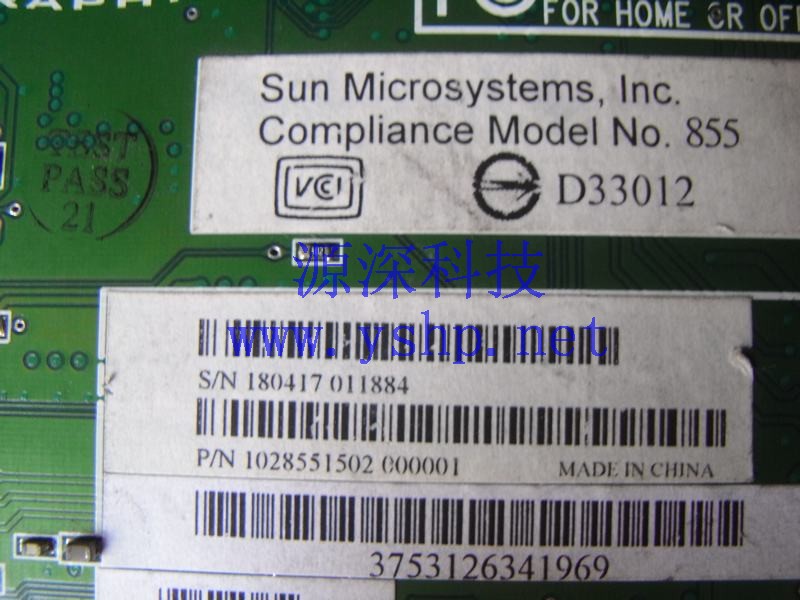 FOR HOME OR OFFI
Sun Microsystems, Inc.
Compliance Model No. 855
TEST
PASS
21
VCI
D33012
源深科技
www.yshp.net
S/N 180417 011884
P/N 1028551502 000001
MADE IN CHINA
3753126341969